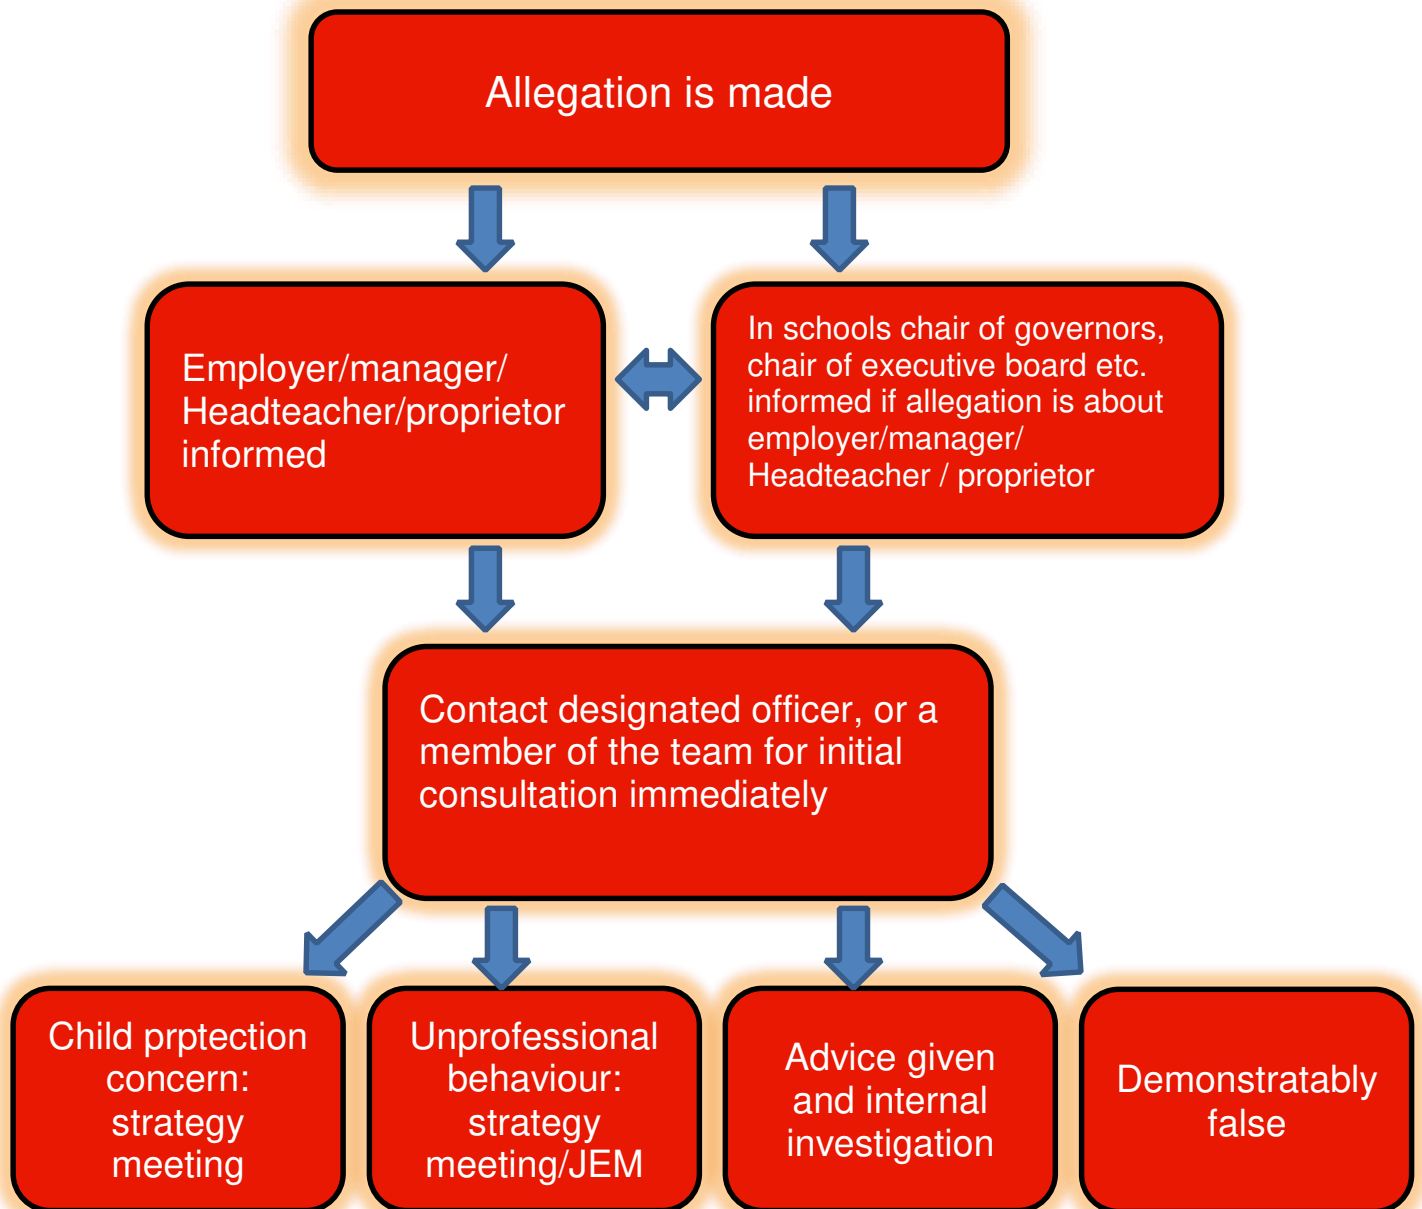 Allegation is made
Employer/manager/
Headteacher/proprietor
informed
In schools chair of governors,
chair of executive board etc.
informed if allegation is about
employer/manager/
Headteacher / proprietor
Contact designated officer, or a
member of the team for initial
consultation immediately
Child prptection
concern:
strategy
meeting
Unprofessional
behaviour:
strategy
meeting/JEM
Advice given
and internal
investigation
Demonstratably
false